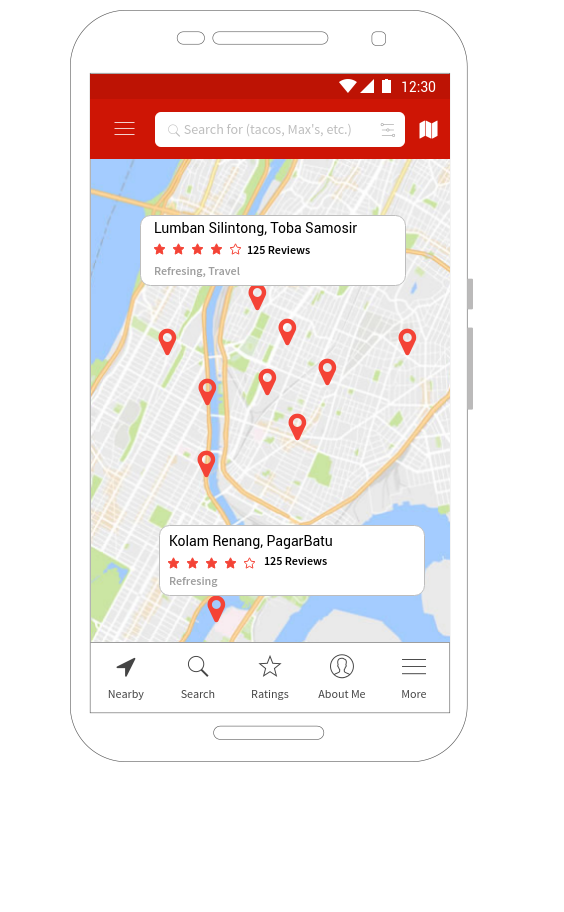 12:30
Search for (tacos, Max's, etc.)
Lumban Silintong, Toba Samosir
125 Reviews
Refresing, Travel
Kolam Renang, PagarBatu
125 Reviews
Refresing
Nearby Search Ratings About Me More